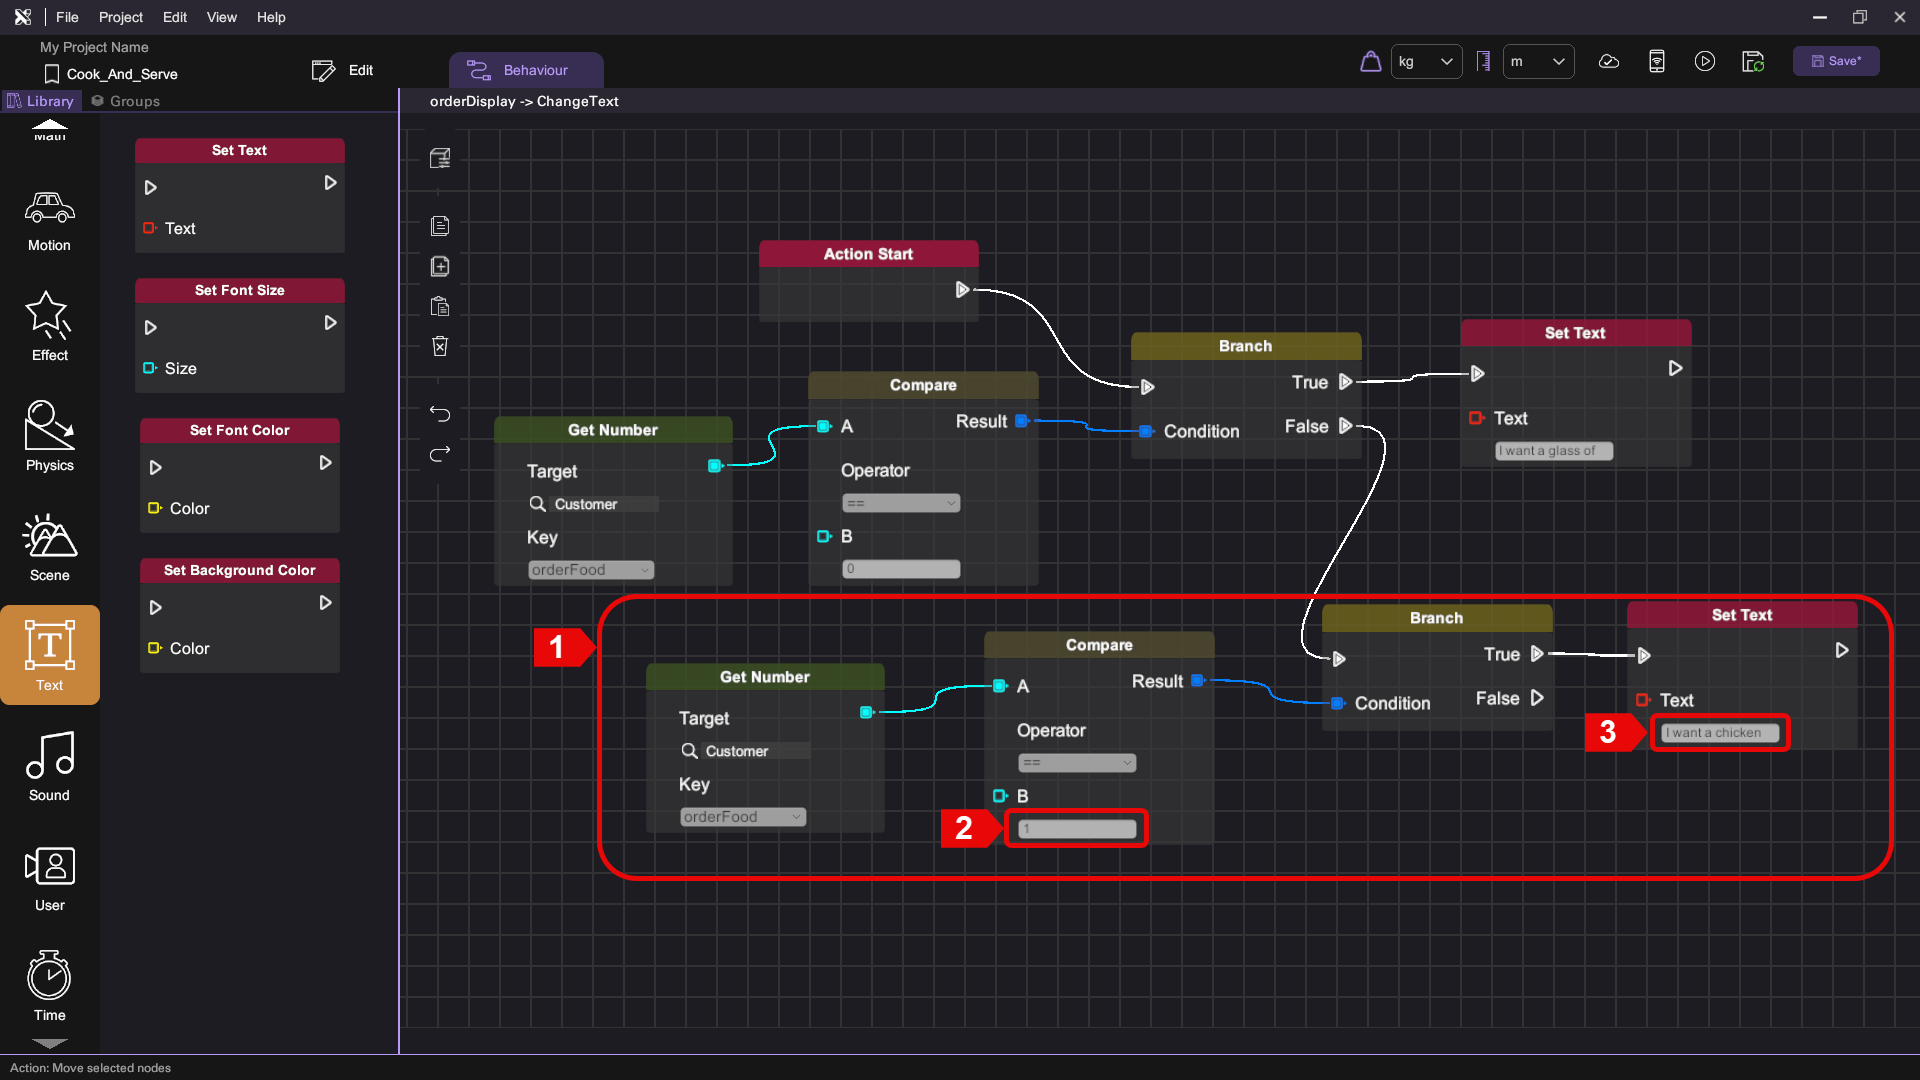 File Project Edit View Help
My Project Name
Cook_And_Serve
Edit
Behaviour
kg
m
Save*
Library
Groups
orderDisplay -> ChangeText
Math
Motion
Effect
Physics
Scene
Text
Sound
User
Time
Set Text
Text
Set Font Size
Size
Set Font Color
Color
Set Background Color
Color
Action Start
Get Number
Target
Customer
Key
orderFood
Compare
A
Result
Operator
==
B
0
Branch
True
Condition
False
Set Text
Text
I want a glass of
1
Get Number
Target
Customer
Key
orderFood
Compare
A
Result
Operator
==
B
2
1
Branch
True
Condition
False
Set Text
Text
3
I want a chicken
Action: Move selected nodes